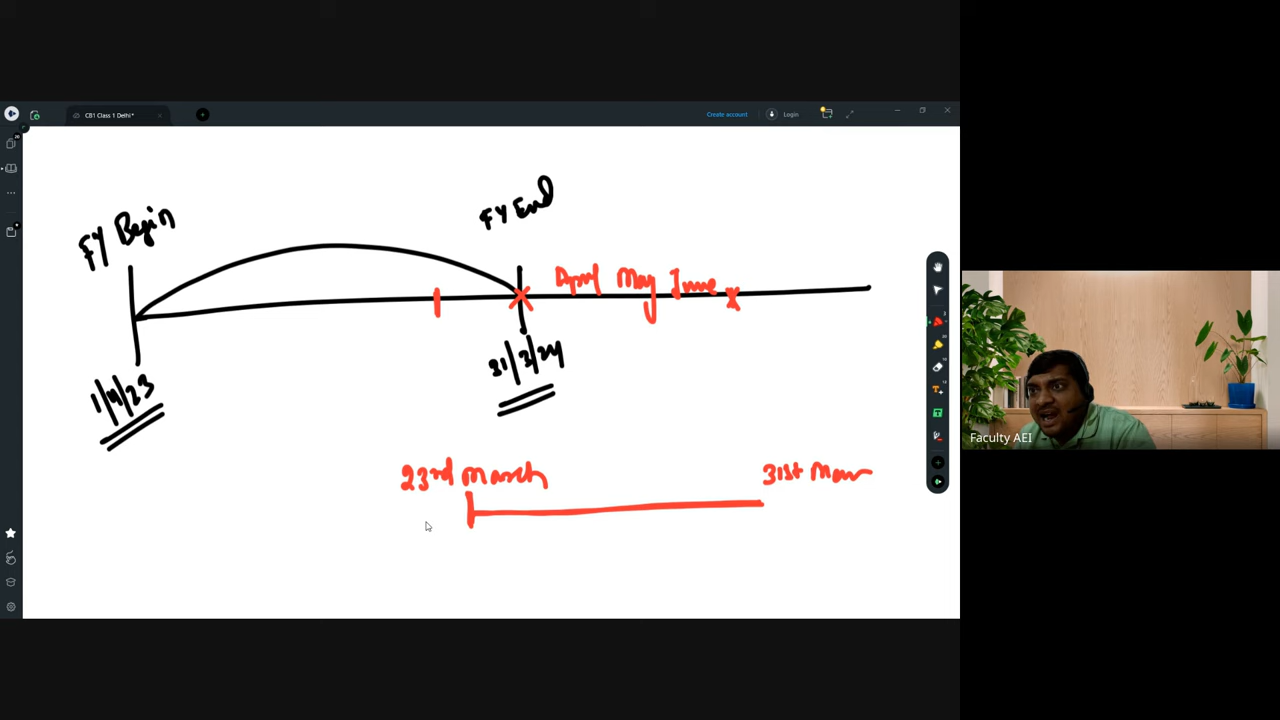 CB1 Class 1 Delhi*
Create account
Login
FY Begin
FY End
April May June
1/4/23
31/3/24
23rd March
31st Mar
Faculty AEI